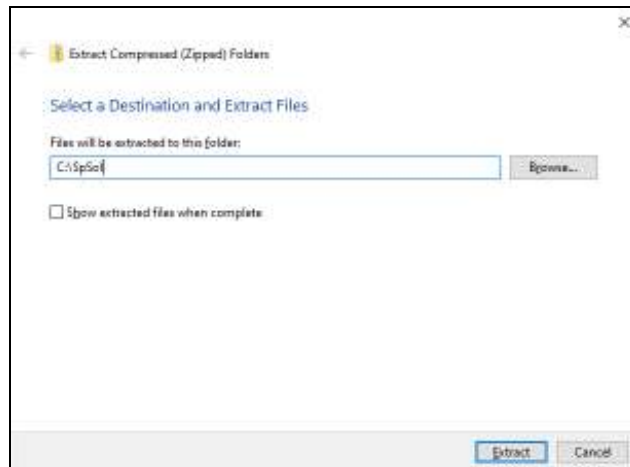 Extract Compressed (Zipped) Folders
Select a Destination and Extract Files
Files will be extracted to this folder:
C:\SpSol
Browse...
Show extracted files when complete
Extract
Cancel